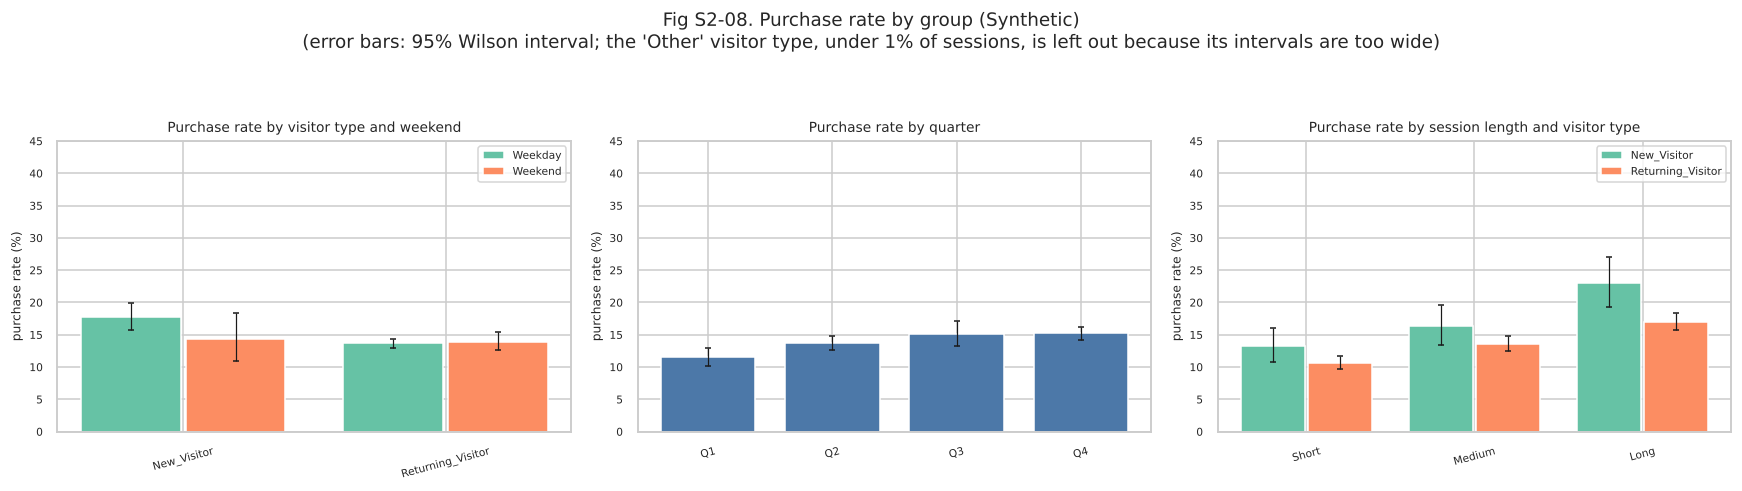 Fig S2-08. Purchase rate by group (Synthetic)
(error bars: 95% Wilson interval; the 'Other' visitor type, under 1% of sessions, is left out because its intervals are too wide)
Purchase rate by visitor type and weekend
purchase rate (%)
45
40
35
30
25
20
15
10
5
0
Weekday
Weekend
New_Visitor
Returning_Visitor
Purchase rate by quarter
purchase rate (%)
45
40
35
30
25
20
15
10
5
0
Q1
Q2
Q3
Q4
Purchase rate by session length and visitor type
purchase rate (%)
45
40
35
30
25
20
15
10
5
0
New_Visitor
Returning_Visitor
Short
Medium
Long